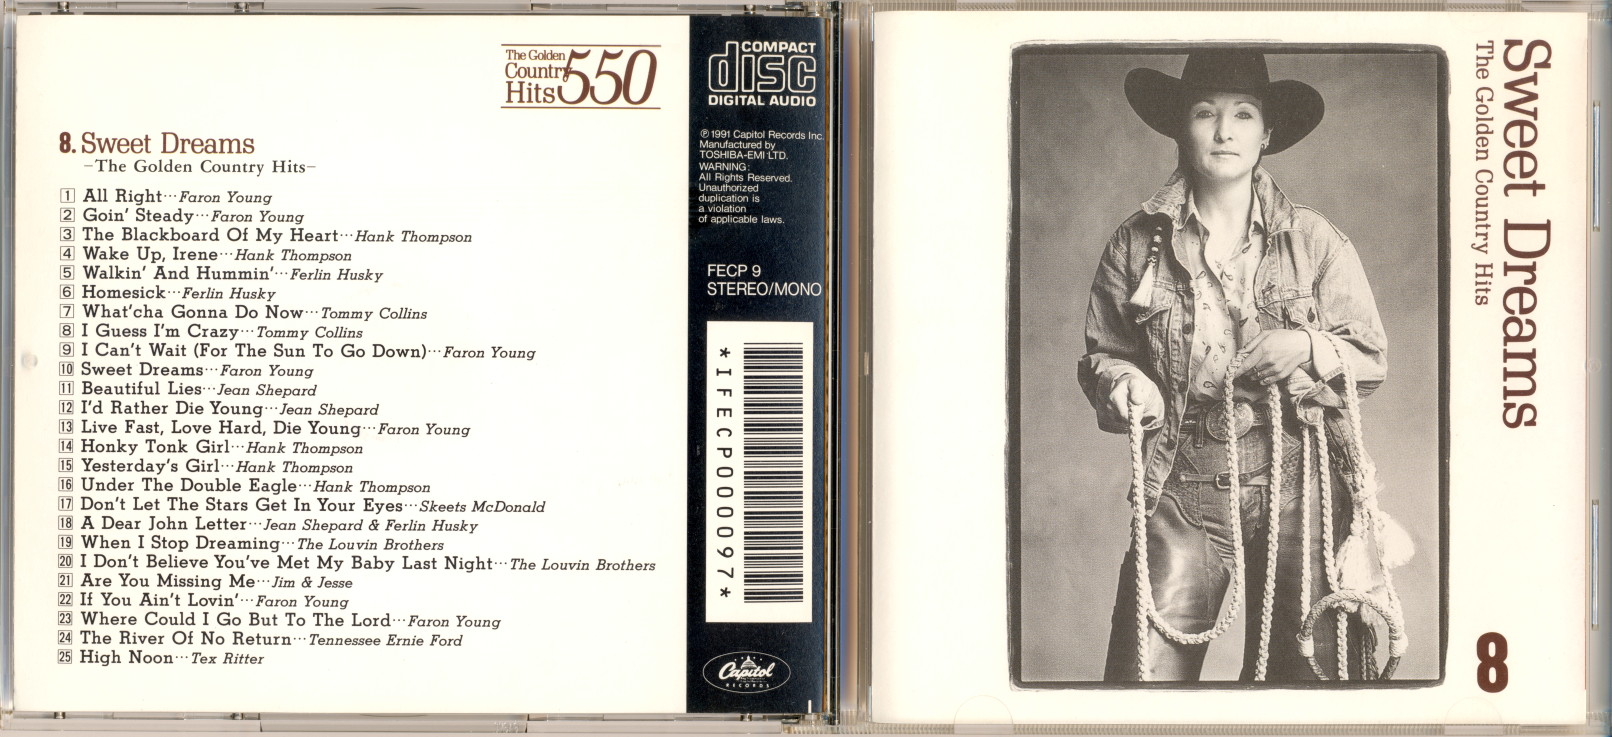 The Golden
Country
Hits 550
8. Sweet Dreams
–The Golden Country Hits–
1 All Right···Faron Young
2 Goin' Steady···Faron Young
3 The Blackboard Of My Heart···Hank Thompson
4 Wake Up, Irene···Hank Thompson
5 Walkin' And Hummin'···Ferlin Husky
6 Homesick···Ferlin Husky
7 What'cha Gonna Do Now···Tommy Collins
8 I Guess I'm Crazy···Tommy Collins
9 I Can't Wait (For The Sun To Go Down)···Faron Young
10 Sweet Dreams···Faron Young
11 Beautiful Lies···Jean Shepard
12 I'd Rather Die Young···Jean Shepard
13 Live Fast, Love Hard, Die Young···Faron Young
14 Honky Tonk Girl···Hank Thompson
15 Yesterday's Girl···Hank Thompson
16 Under The Double Eagle···Hank Thompson
17 Don't Let The Stars Get In Your Eyes···Skeets McDonald
18 A Dear John Letter···Jean Shepard & Ferlin Husky
19 When I Stop Dreaming···The Louvin Brothers
20 I Don't Believe You've Met My Baby Last Night···The Louvin Brothers
21 Are You Missing Me···Jim & Jesse
22 If You Ain't Lovin'···Faron Young
23 Where Could I Go But To The Lord···Faron Young
24 The River Of No Return···Tennessee Ernie Ford
25 High Noon···Tex Ritter
COMPACT
disc
DIGITAL AUDIO
℗1991 Capitol Records Inc.
Manufactured by
TOSHIBA-EMI LTD.
WARNING:
All Rights Reserved.
Unauthorized
duplication is
a violation
of applicable laws.
FECP 9
STEREO/MONO
*IFECP000097*
Capitol
RECORDS
Sweet Dreams
The Golden Country Hits
8